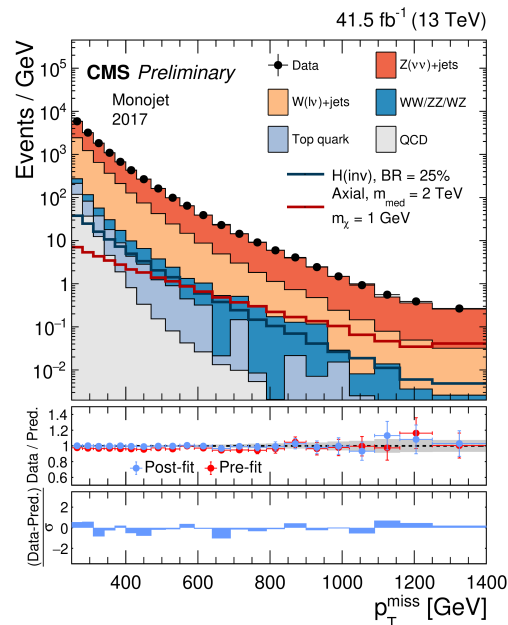 41.5 fb⁻¹ (13 TeV)
CMS Preliminary
Monojet
2017
Data
Z(νν)+jets
W(lν)+jets
WW/ZZ/WZ
Top quark
QCD
H(inv), BR = 25%
Axial, m_med = 2 TeV
m_χ = 1 GeV
Events / GeV
10⁵
10⁴
10³
10²
10
1
10⁻¹
10⁻²
Data / Pred.
1.4
1.2
1
0.8
0.6
Post-fit
Pre-fit
(Data-Pred.)
σ
2
0
−2
400 600 800 1000 1200 1400
p_T^miss [GeV]